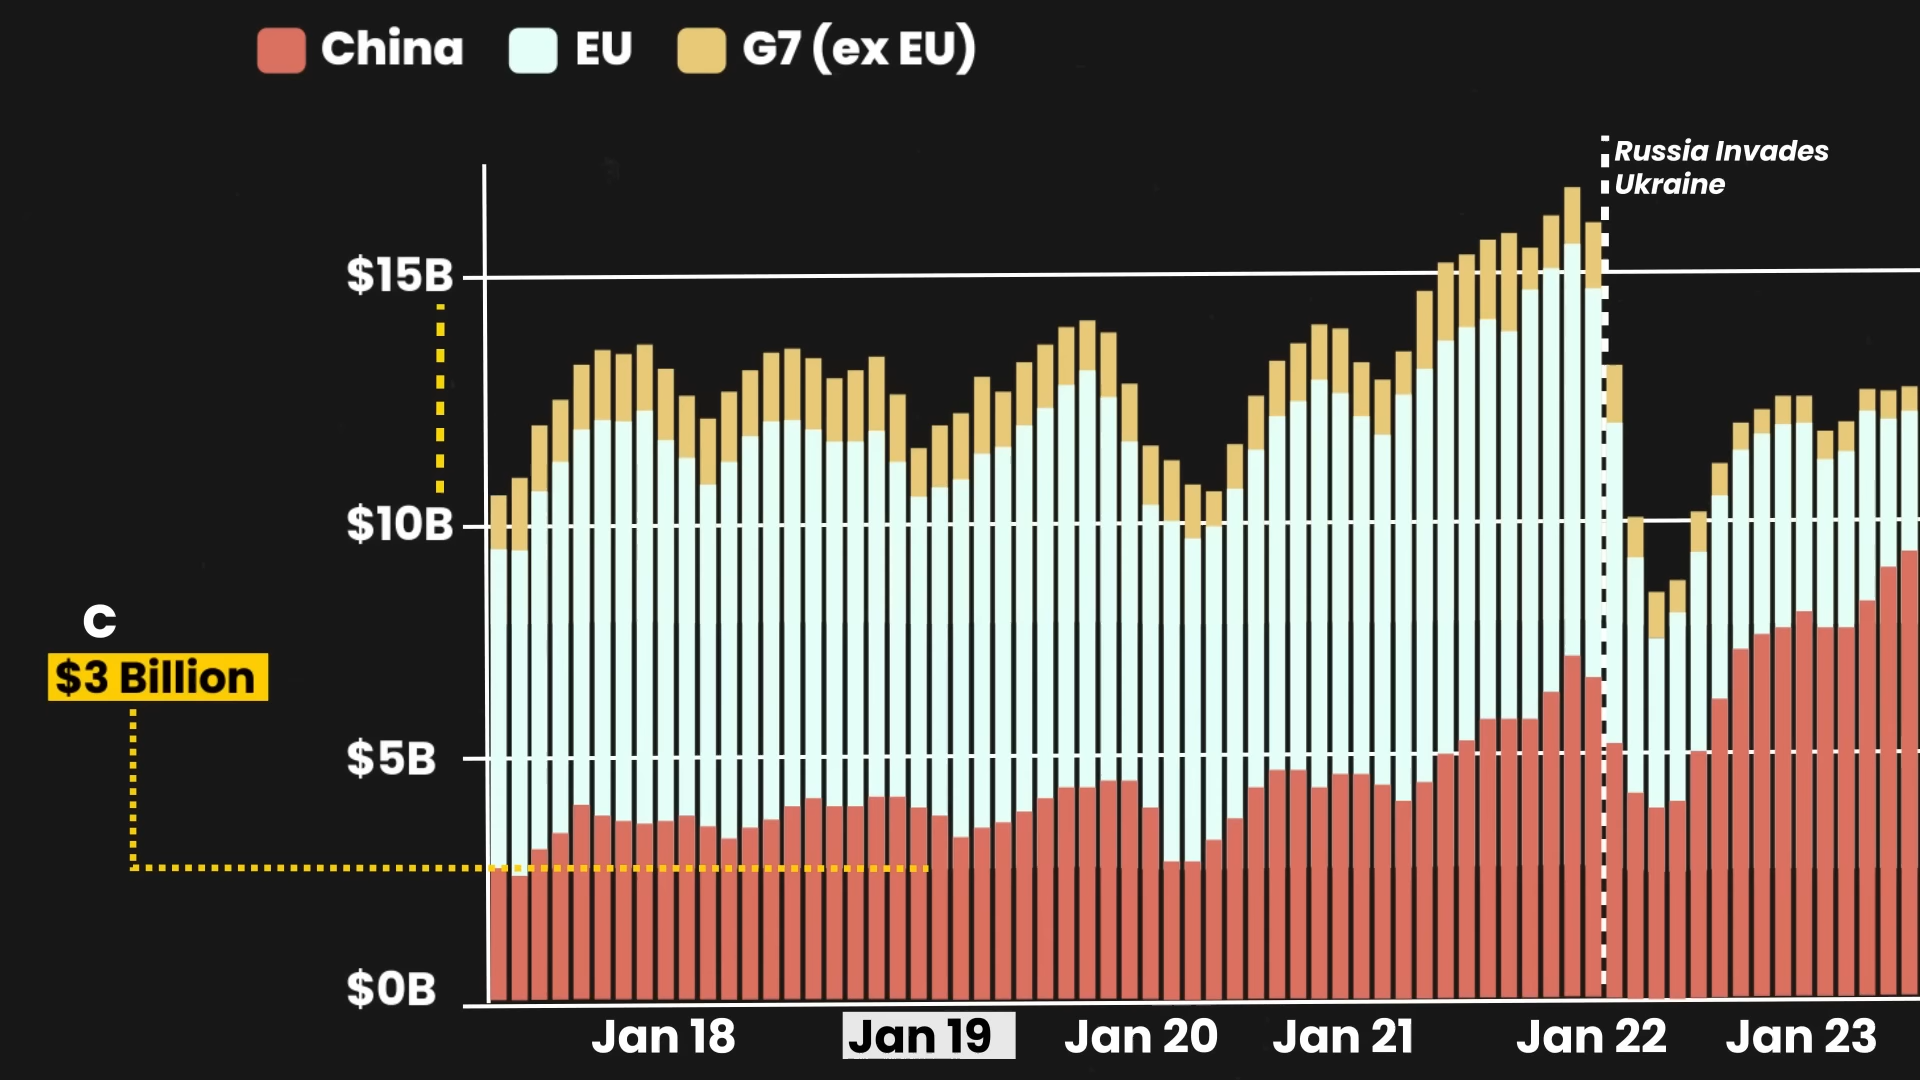 China EU G7 (ex EU)
Russia Invades
Ukraine
$15B
$10B
C
$3 Billion
$5B
$0B
Jan 18 Jan 19 Jan 20 Jan 21 Jan 22 Jan 23